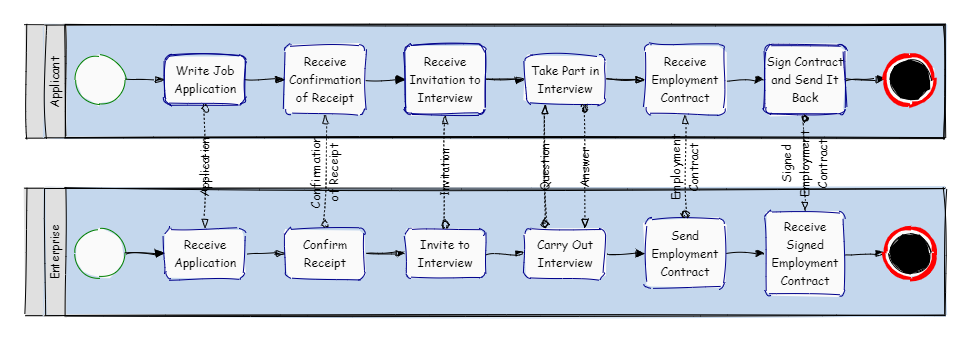 Applicant
Write Job
Application
Receive
Confirmation
of Receipt
Receive
Invitation to
Interview
Take Part in
Interview
Receive
Employment
Contract
Sign Contract
and Send It
Back
Application
Confirmation
of Receipt
Invitation
Question
Answer
Employment
Contract
Signed
Employment
Contract
Enterprise
Receive
Application
Confirm
Receipt
Invite to
Interview
Carry Out
Interview
Send
Employment
Contract
Receive
Signed
Employment
Contract